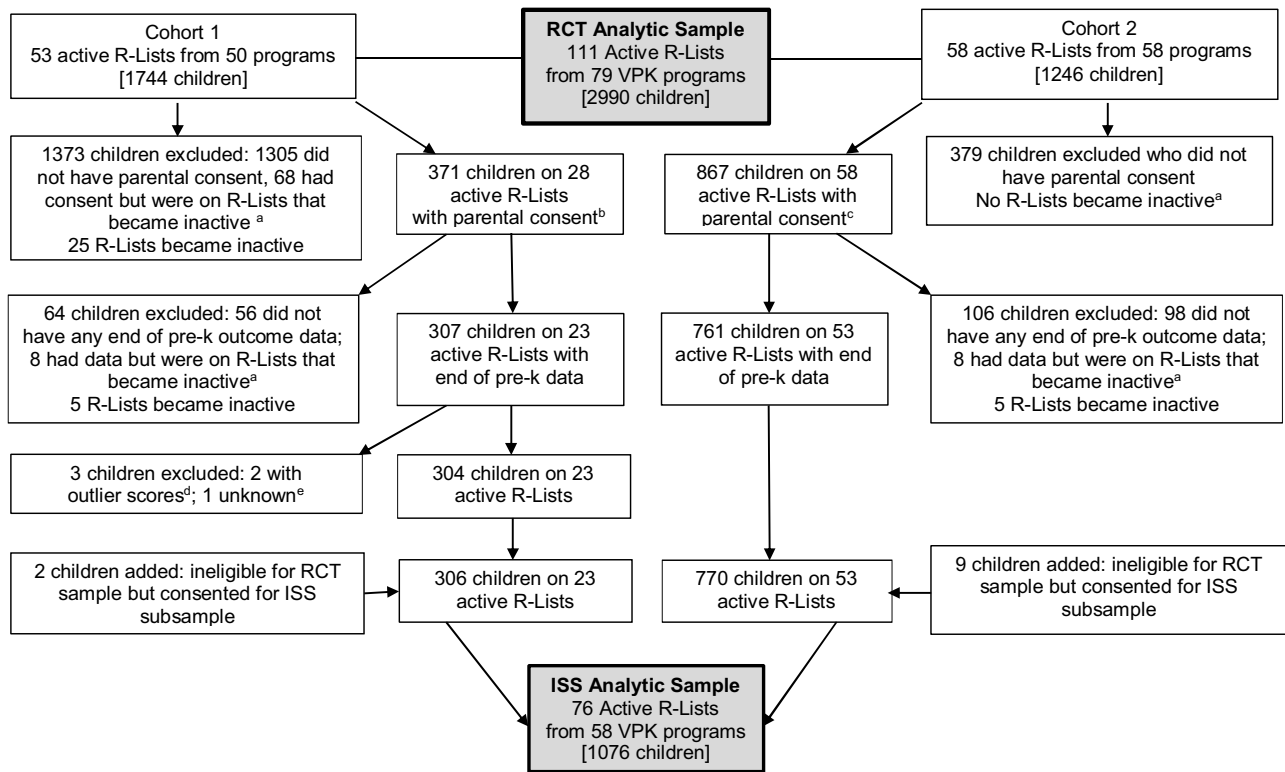 Cohort 1
53 active R-Lists from 50 programs
[1744 children]
RCT Analytic Sample
111 Active R-Lists
from 79 VPK programs
[2990 children]
Cohort 2
58 active R-Lists from 58 programs
[1246 children]
1373 children excluded: 1305 did
not have parental consent, 68 had
consent but were on R-Lists that
became inactive a
25 R-Lists became inactive
371 children on 28
active R-Lists
with parental consentb
867 children on 58
active R-Lists with
parental consentc
379 children excluded who did not
have parental consent
No R-Lists became inactivea
64 children excluded: 56 did not
have any end of pre-k outcome data;
8 had data but were on R-Lists that
became inactivea
5 R-Lists became inactive
307 children on 23
active R-Lists with
end of pre-k data
761 children on 53
active R-Lists with end
of pre-k data
106 children excluded: 98 did not
have any end of pre-k outcome data;
8 had data but were on R-Lists that
became inactivea
5 R-Lists became inactive
3 children excluded: 2 with
outlier scoresd; 1 unknowne
304 children on 23
active R-Lists
2 children added: ineligible for RCT
sample but consented for ISS
subsample
306 children on 23
active R-Lists
770 children on 53
active R-Lists
9 children added: ineligible for RCT
sample but consented for ISS
subsample
ISS Analytic Sample
76 Active R-Lists
from 58 VPK programs
[1076 children]